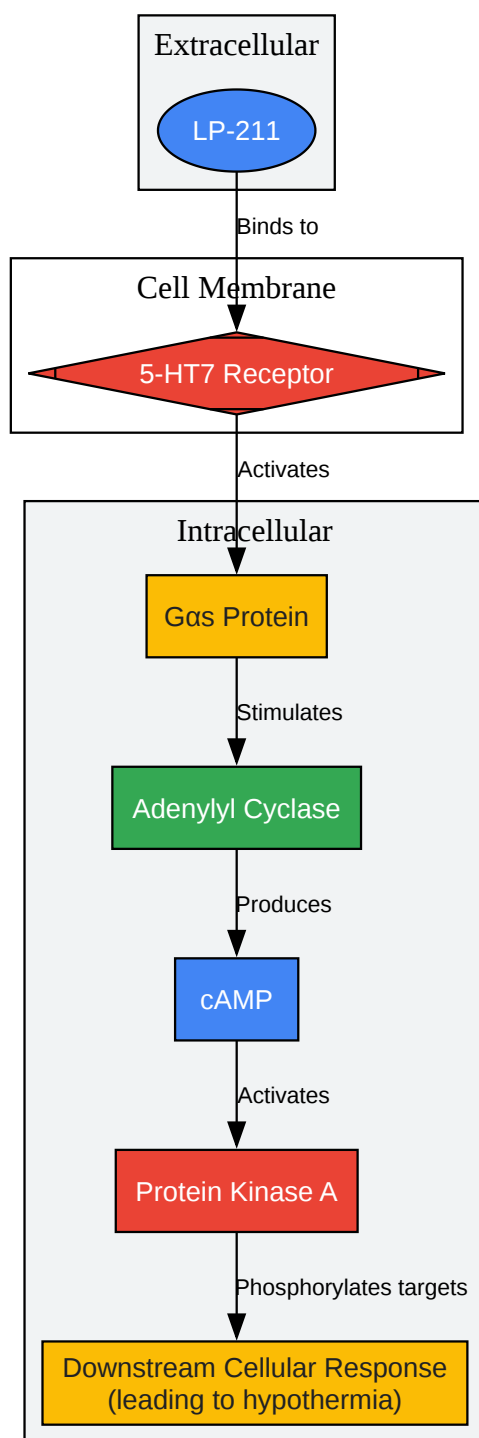 Extracellular
LP-211
Binds to
Cell Membrane
5-HT7 Receptor
Activates
Intracellular
Gαs Protein
Stimulates
Adenylyl Cyclase
Produces
cAMP
Activates
Protein Kinase A
Phosphorylates targets
Downstream Cellular Response
(leading to hypothermia)